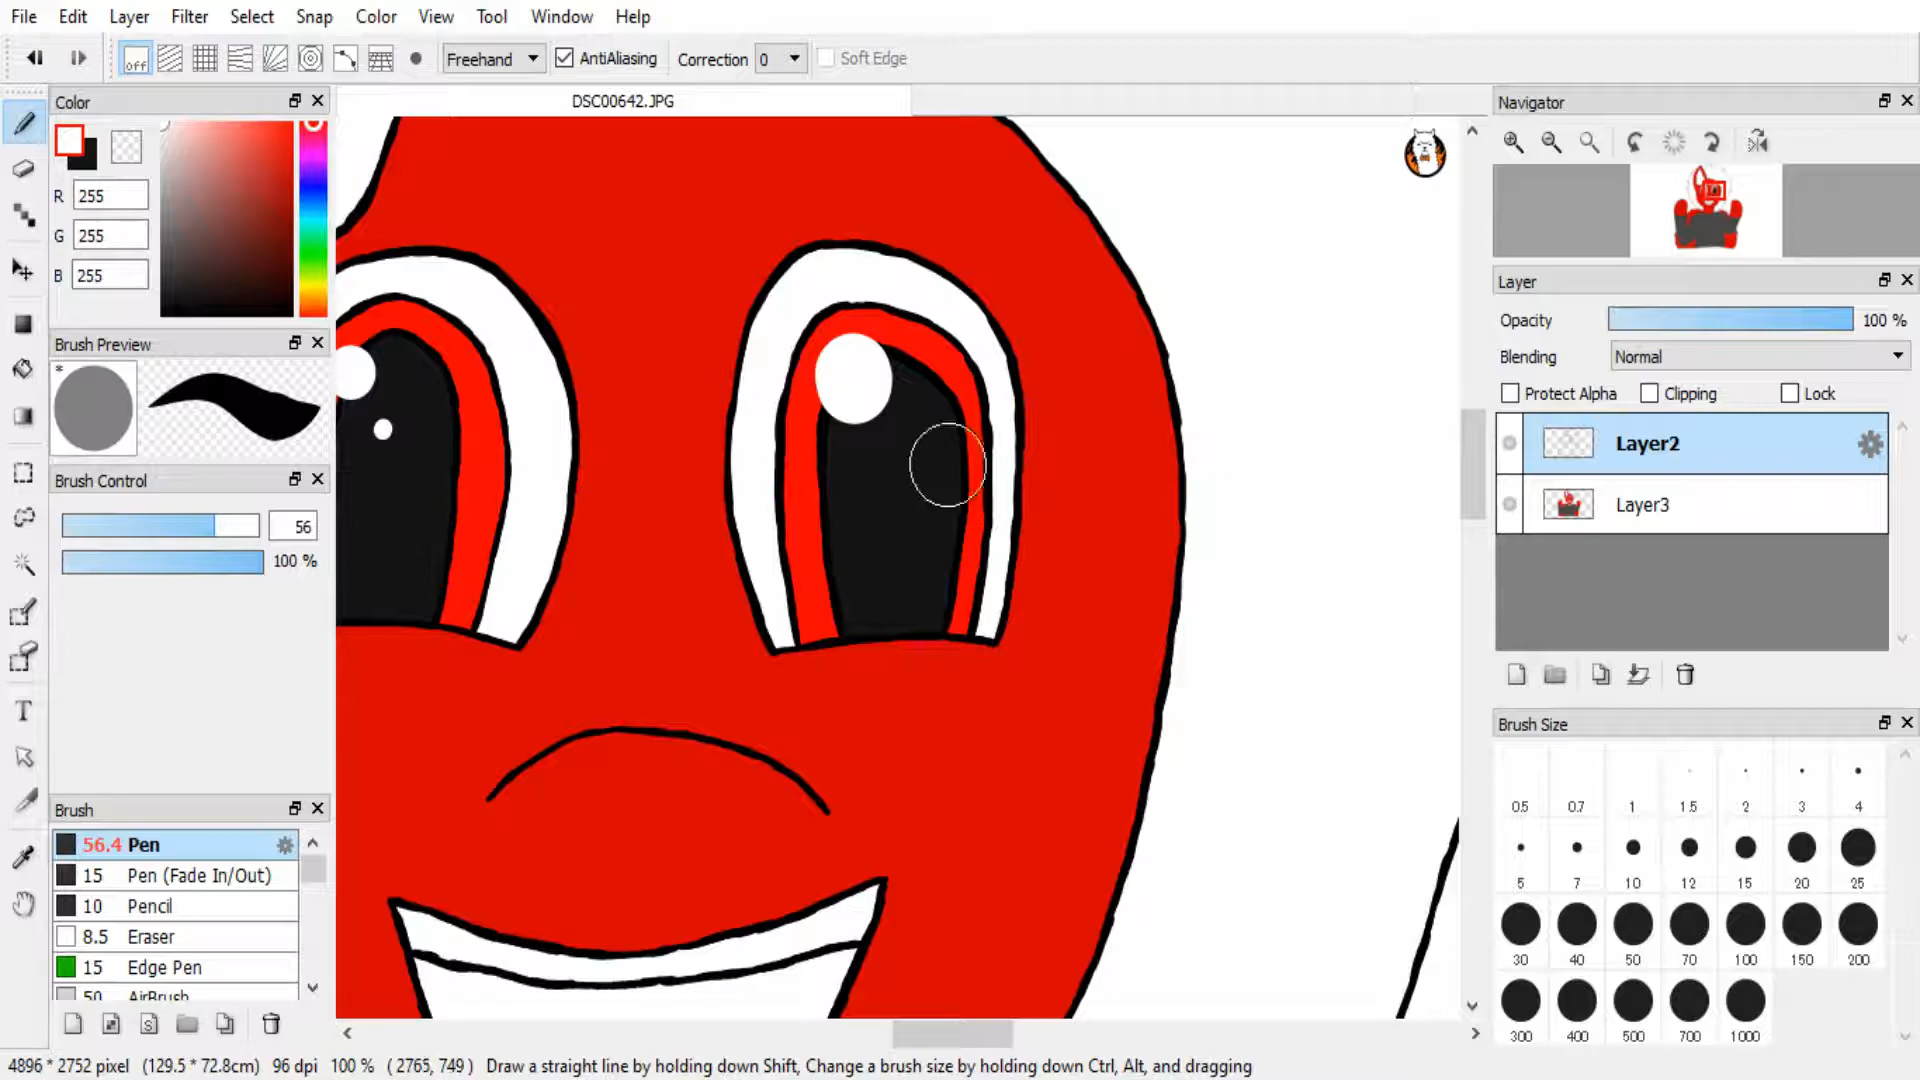 File Edit Layer Filter Select Snap Color View Tool Window Help
off Freehand AntiAliasing Correction 0 Soft Edge
Color
R 255
G 255
B 255
Brush Preview
*
Brush Control
56
100 %
Brush
56.4 Pen
15 Pen (Fade In/Out)
10 Pencil
8.5 Eraser
15 Edge Pen
50 AirBrush
S
T
DSC00642.JPG
Navigator
Layer
Opacity 100 %
Blending Normal
Protect Alpha Clipping Lock
Layer2
Layer3
Brush Size
0.5 0.7 1 1.5 2 3 4
5 7 10 12 15 20 25
30 40 50 70 100 150 200
300 400 500 700 1000
4896 * 2752 pixel (129.5 * 72.8cm) 96 dpi 100 % ( 2765, 749 ) Draw a straight line by holding down Shift, Change a brush size by holding down Ctrl, Alt, and dragging